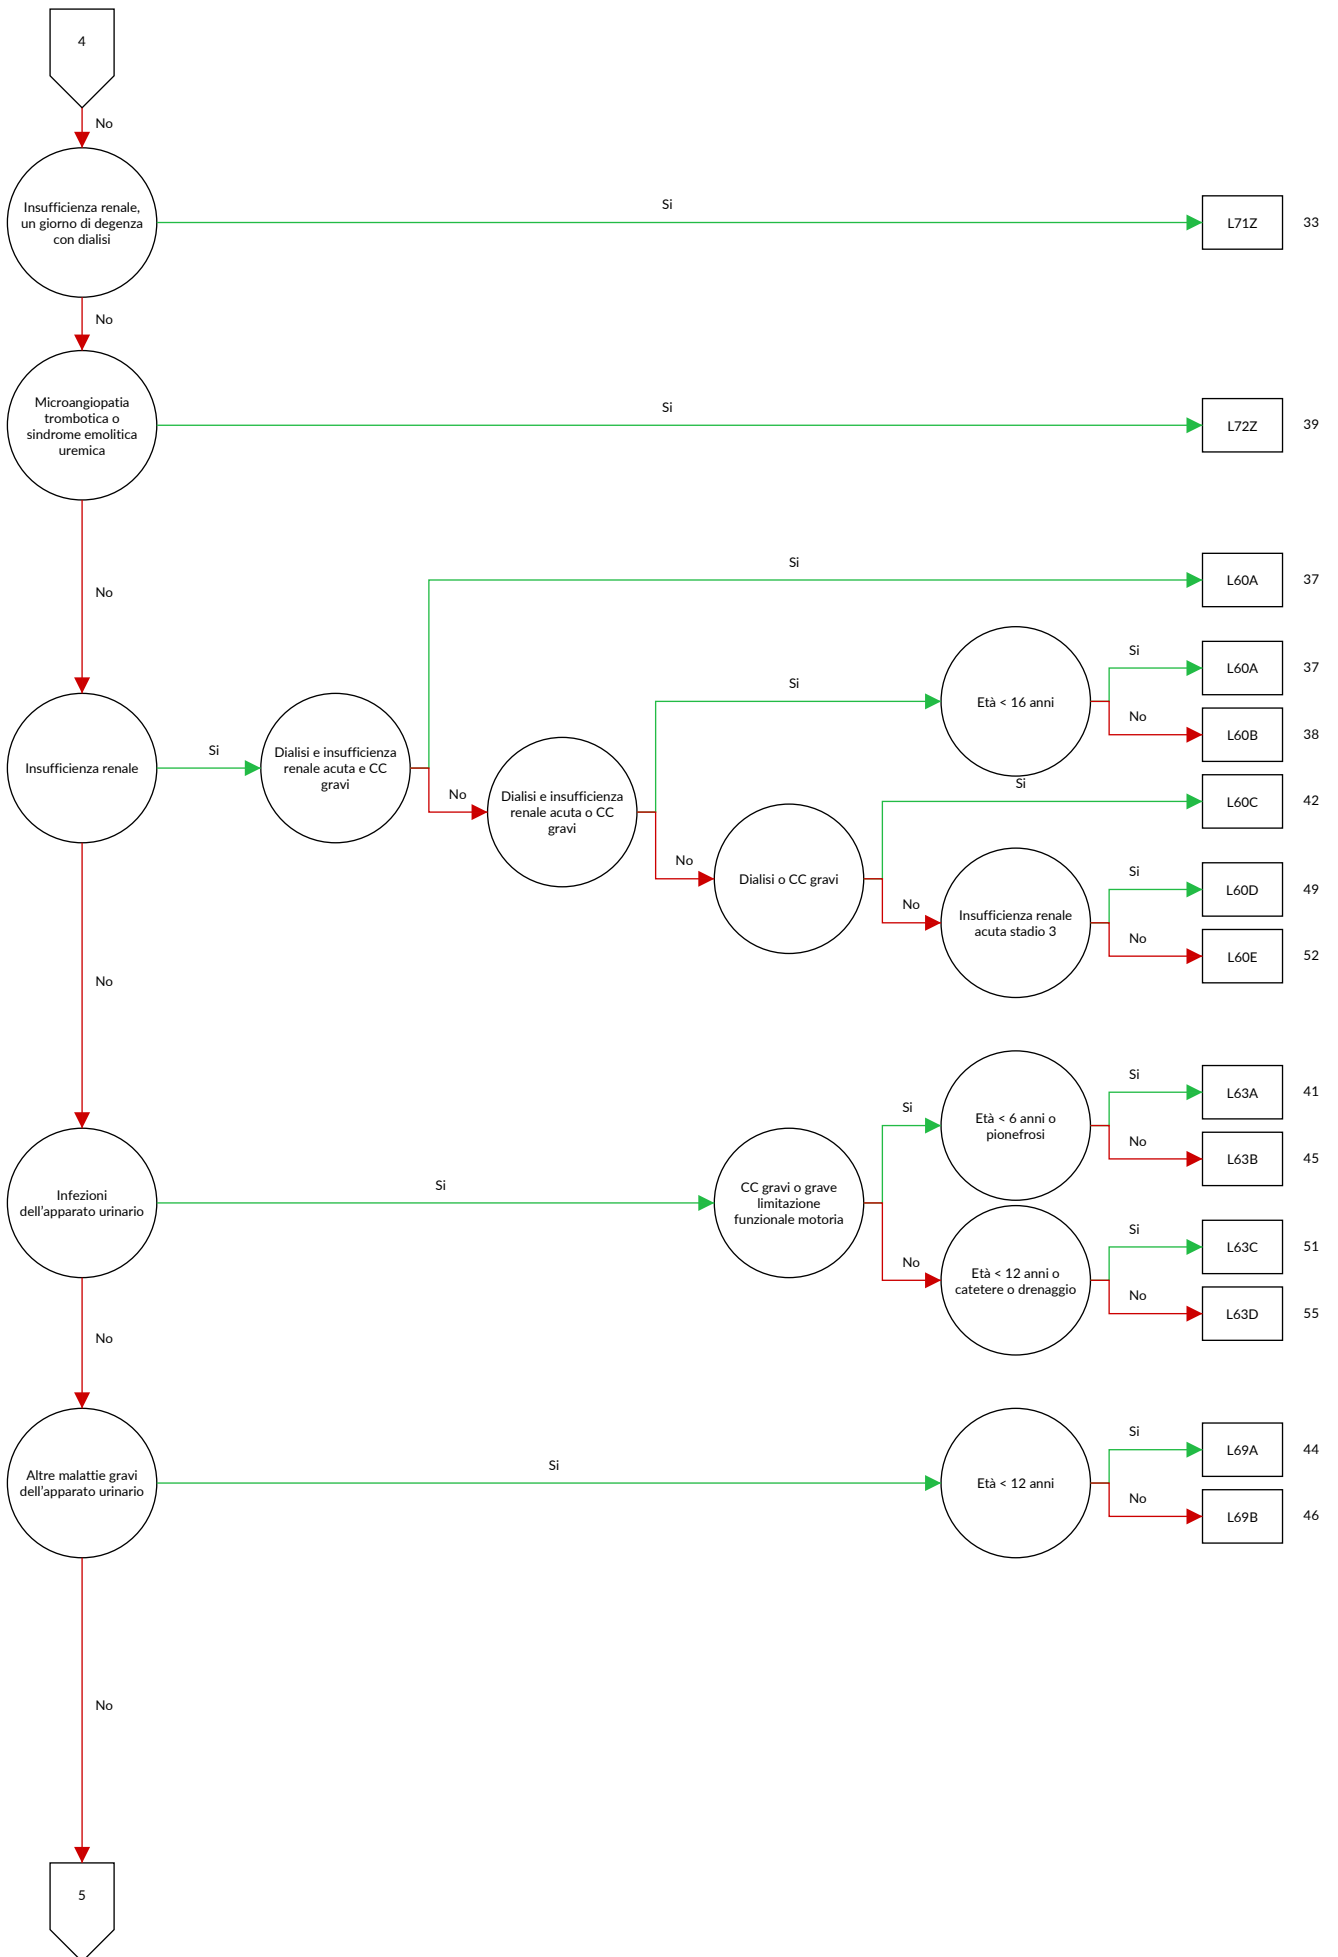 4
No
Insufficienza renale,
un giorno di degenza
con dialisi
Si
L71Z
33
No
Microangiopatia
trombotica o
sindrome emolitica
uremica
Si
L72Z
39
No
Si
L60A
37
Insufficienza renale
Si
Dialisi e insufficienza
renale acuta e CC
gravi
No
Dialisi e insufficienza
renale acuta o CC
gravi
Si
Età < 16 anni
Si
L60A
37
No
L60B
38
No
Dialisi o CC gravi
Si
L60C
42
No
Insufficienza renale
acuta stadio 3
Si
L60D
49
No
L60E
52
No
Infezioni
dell'apparato urinario
Si
CC gravi o grave
limitazione
funzionale motoria
Si
Età < 6 anni o
pionefrosi
Si
L63A
41
No
L63B
45
No
Età < 12 anni o
catetere o drenaggio
Si
L63C
51
No
L63D
55
No
Altre malattie gravi
dell'apparato urinario
Si
Età < 12 anni
Si
L69A
44
No
L69B
46
No
5